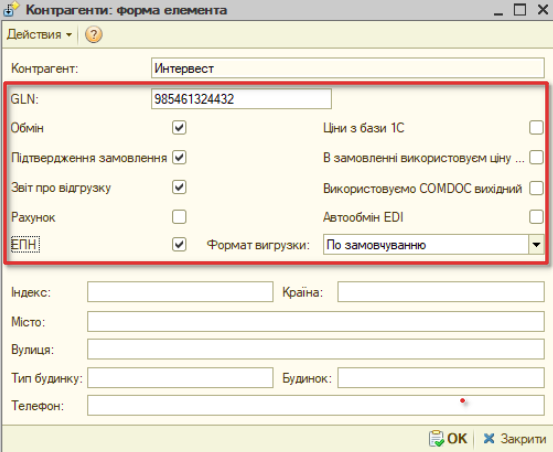 Контрагенти: форма елемента
Действия
Контрагент: Интервест
GLN: 985461324432
Обмін Ціни з бази 1С
Підтвердження замовлення В замовленні використовуєм ціну ...
Звіт про відгрузку Використовуємо COMDOC вихідний
Рахунок Автообмін EDI
ЕПН Формат вигрузки: По замовчуванню
Індекс: Країна:
Місто:
Вулиця:
Тип будинку: Будинок:
Телефон:
OK Закрити